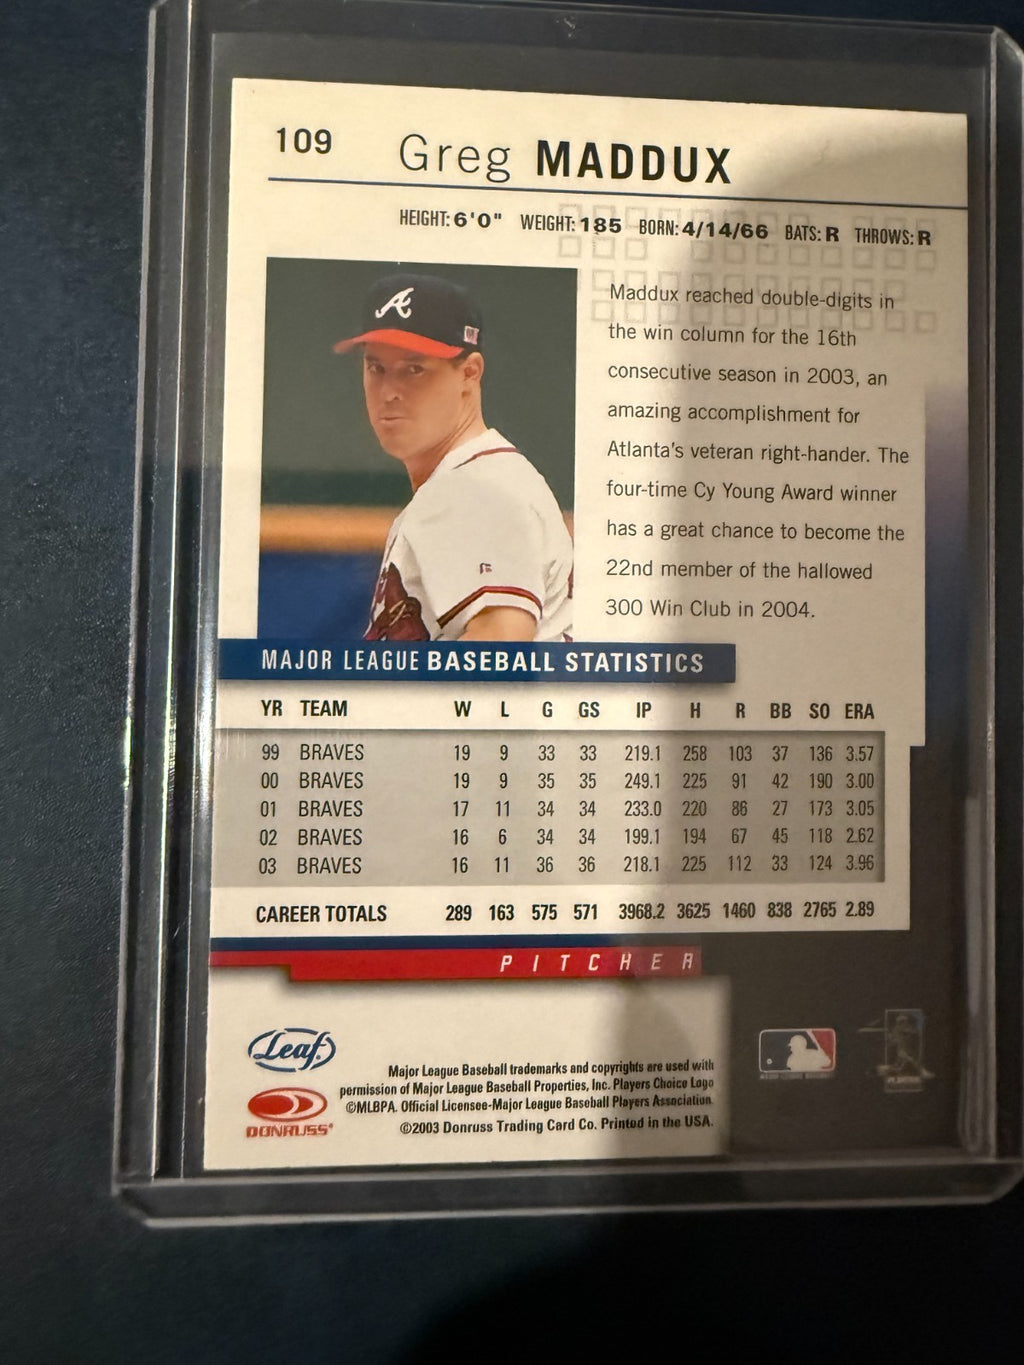 109 Greg MADDUX
HEIGHT: 6'0" WEIGHT: 185 BORN: 4/14/66 BATS: R THROWS: R
Maddux reached double-digits in
the win column for the 16th
consecutive season in 2003, an
amazing accomplishment for
Atlanta's veteran right-hander. The
four-time Cy Young Award winner
has a great chance to become the
22nd member of the hallowed
300 Win Club in 2004.
A
MAJOR LEAGUE BASEBALL STATISTICS
YR TEAM W L G GS IP H R BB SO ERA
99 BRAVES 19 9 33 33 219.1 258 103 37 136 3.57
00 BRAVES 19 9 35 35 249.1 225 91 42 190 3.00
01 BRAVES 17 11 34 34 233.0 220 86 27 173 3.05
02 BRAVES 16 6 34 34 199.1 194 67 45 118 2.62
03 BRAVES 16 11 36 36 218.1 225 112 33 124 3.96
CAREER TOTALS 289 163 575 571 3968.2 3625 1460 838 2765 2.89
PITCHER
Leaf
DONRUSS
Major League Baseball trademarks and copyrights are used with
permission of Major League Baseball Properties, Inc. Players Choice Logo
©MLBPA. Official Licensee-Major League Baseball Players Association.
©2003 Donruss Trading Card Co. Printed in the USA.